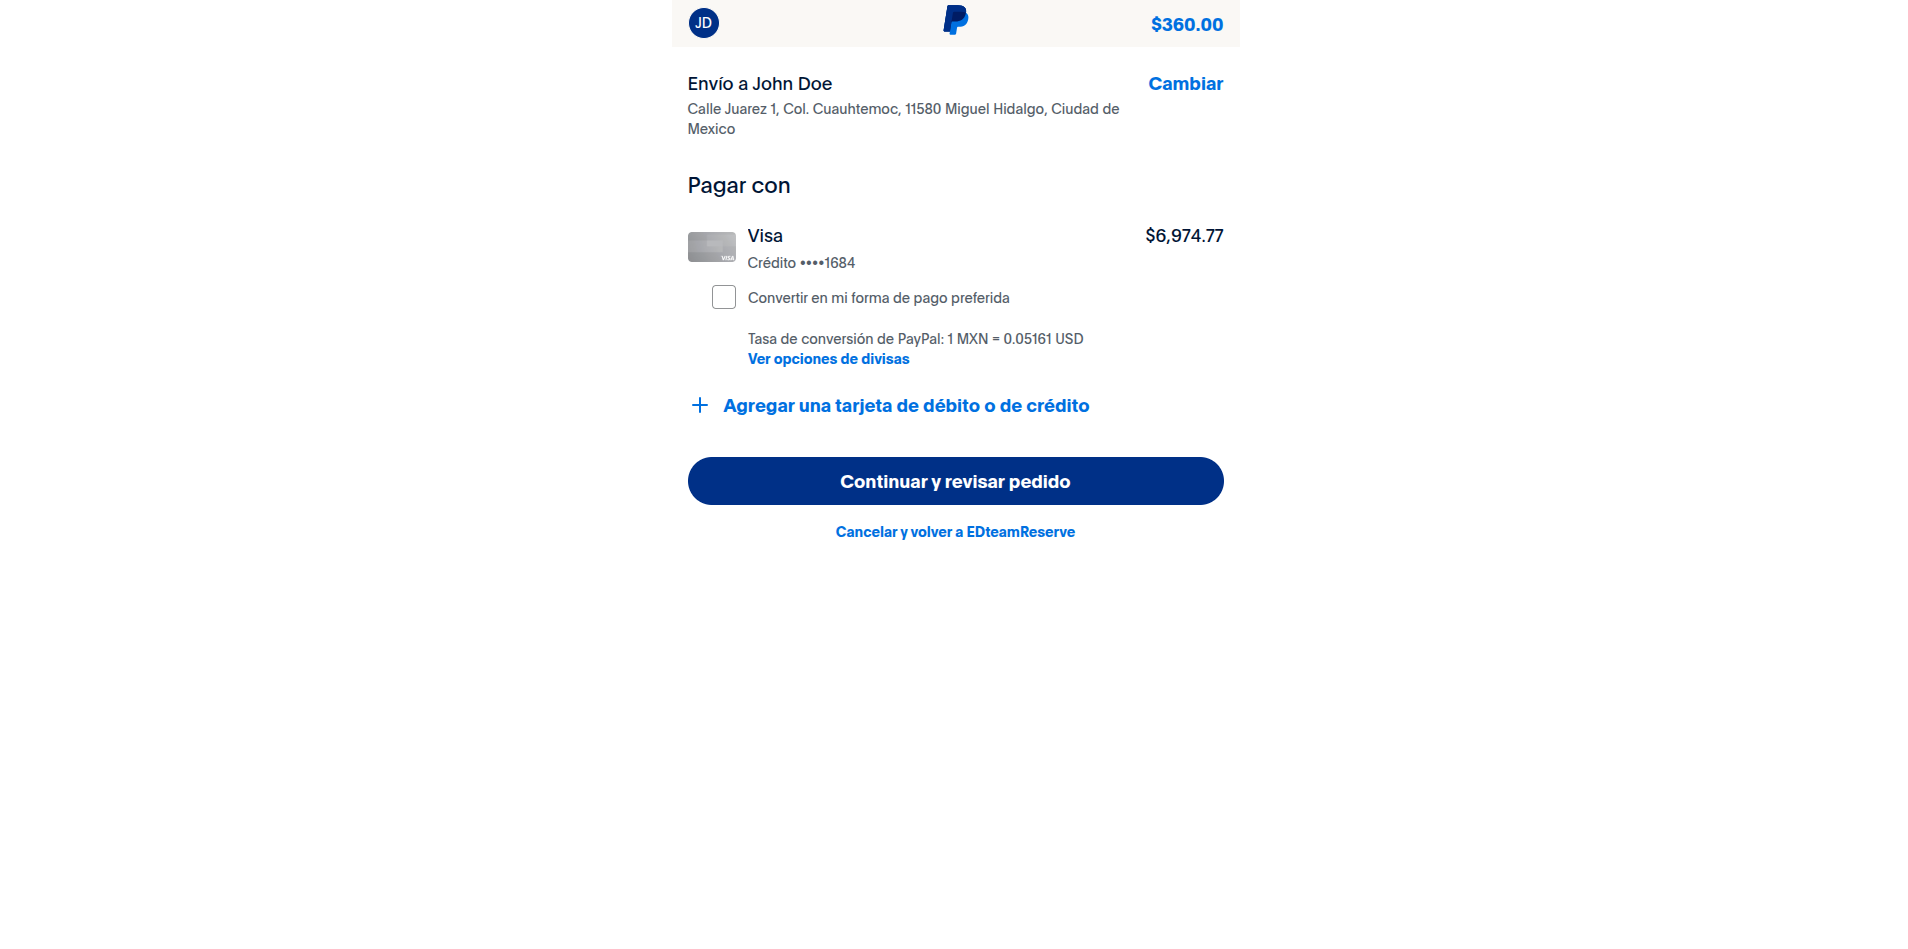 JD
$360.00
Envío a John Doe
Cambiar
Calle Juarez 1, Col. Cuauhtemoc, 11580 Miguel Hidalgo, Ciudad de
Mexico
Pagar con
Visa
$6,974.77
VISA
Crédito ••••1684
Convertir en mi forma de pago preferida
Tasa de conversión de PayPal: 1 MXN = 0.05161 USD
Ver opciones de divisas
Agregar una tarjeta de débito o de crédito
Continuar y revisar pedido
Cancelar y volver a EDteamReserve